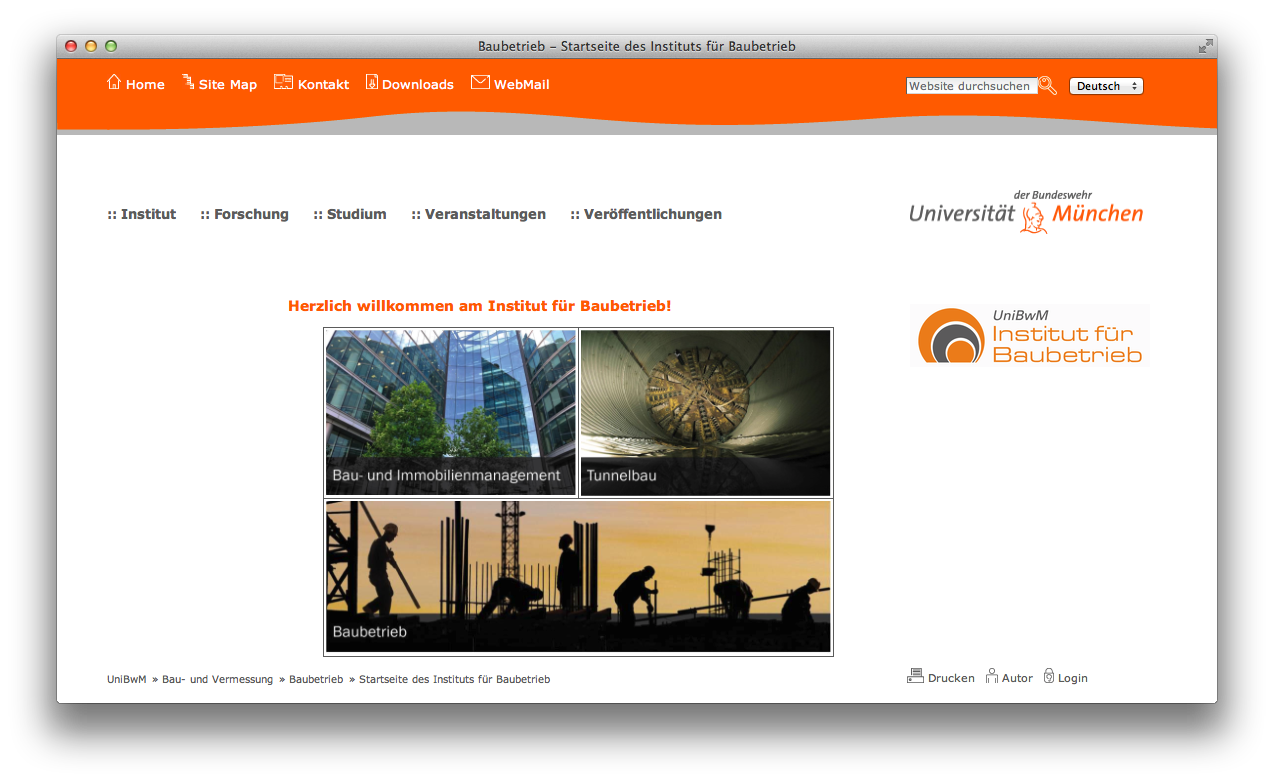 Baubetrieb – Startseite des Instituts für Baubetrieb
Home Site Map Kontakt Downloads WebMail
Website durchsuchen Deutsch
:: Institut :: Forschung :: Studium :: Veranstaltungen :: Veröffentlichungen
der Bundeswehr
Universität München
Herzlich willkommen am Institut für Baubetrieb!
UniBwM
Institut für
Baubetrieb
Bau- und Immobilienmanagement
Tunnelbau
Baubetrieb
UniBwM » Bau- und Vermessung » Baubetrieb » Startseite des Instituts für Baubetrieb
Drucken Autor Login